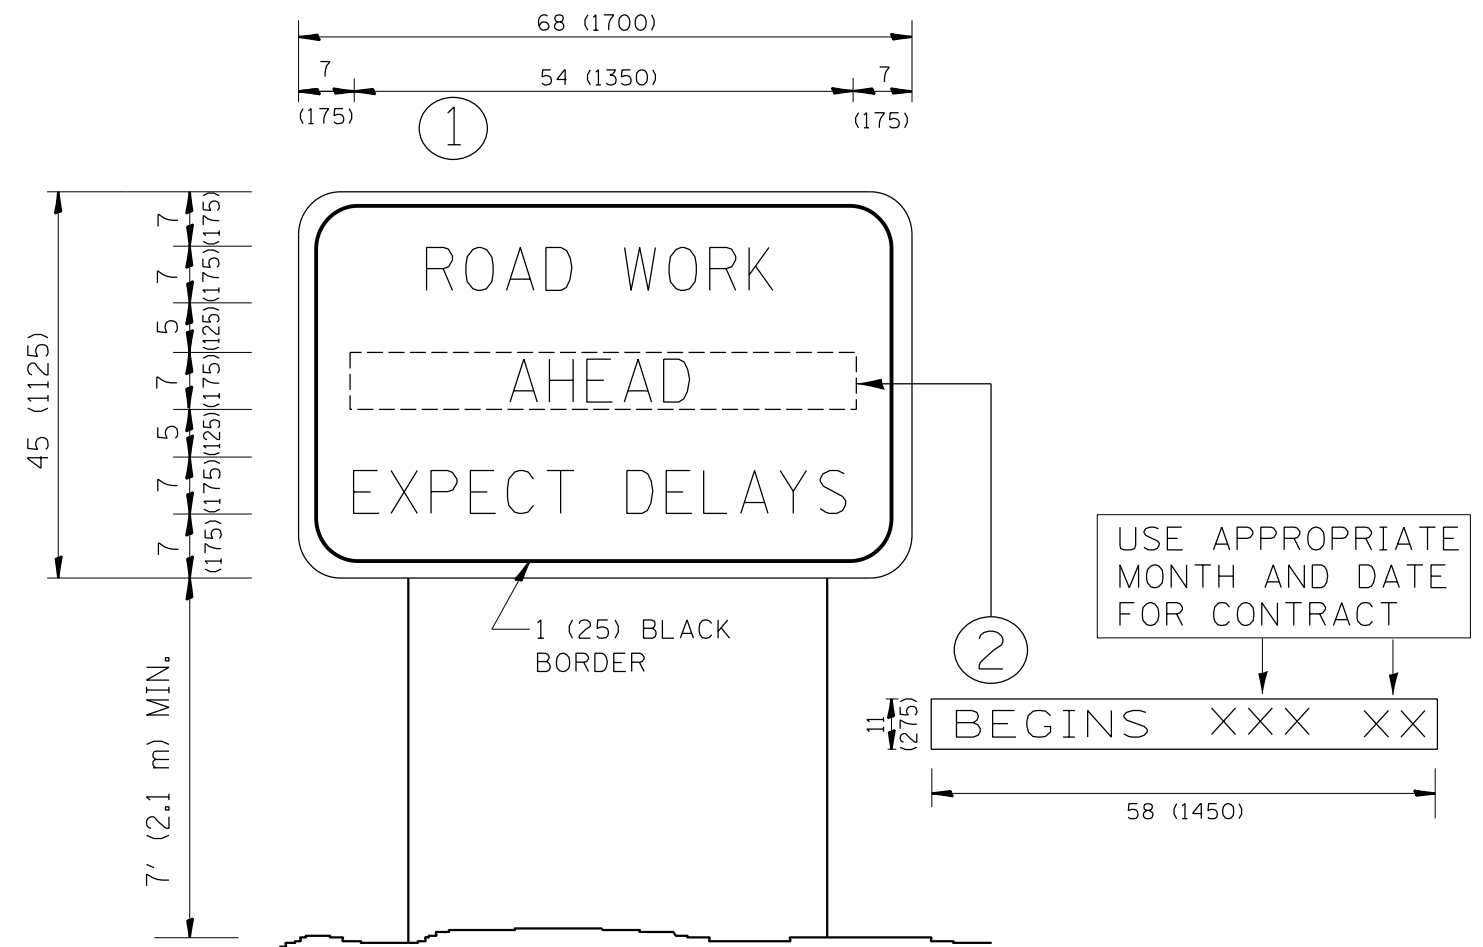 68 (1700)
7
54 (1350)
7
(175)
(175)
1
45 (1125)
7
(175)
7
(175)
5
(125)
7
(175)
5
(125)
7
(175)
7
(175)
ROAD WORK
AHEAD
EXPECT DELAYS
1 (25) BLACK
BORDER
7' (2.1 m) MIN.
2
USE APPROPRIATE
MONTH AND DATE
FOR CONTRACT
11
(275)
BEGINS XXX XX
58 (1450)